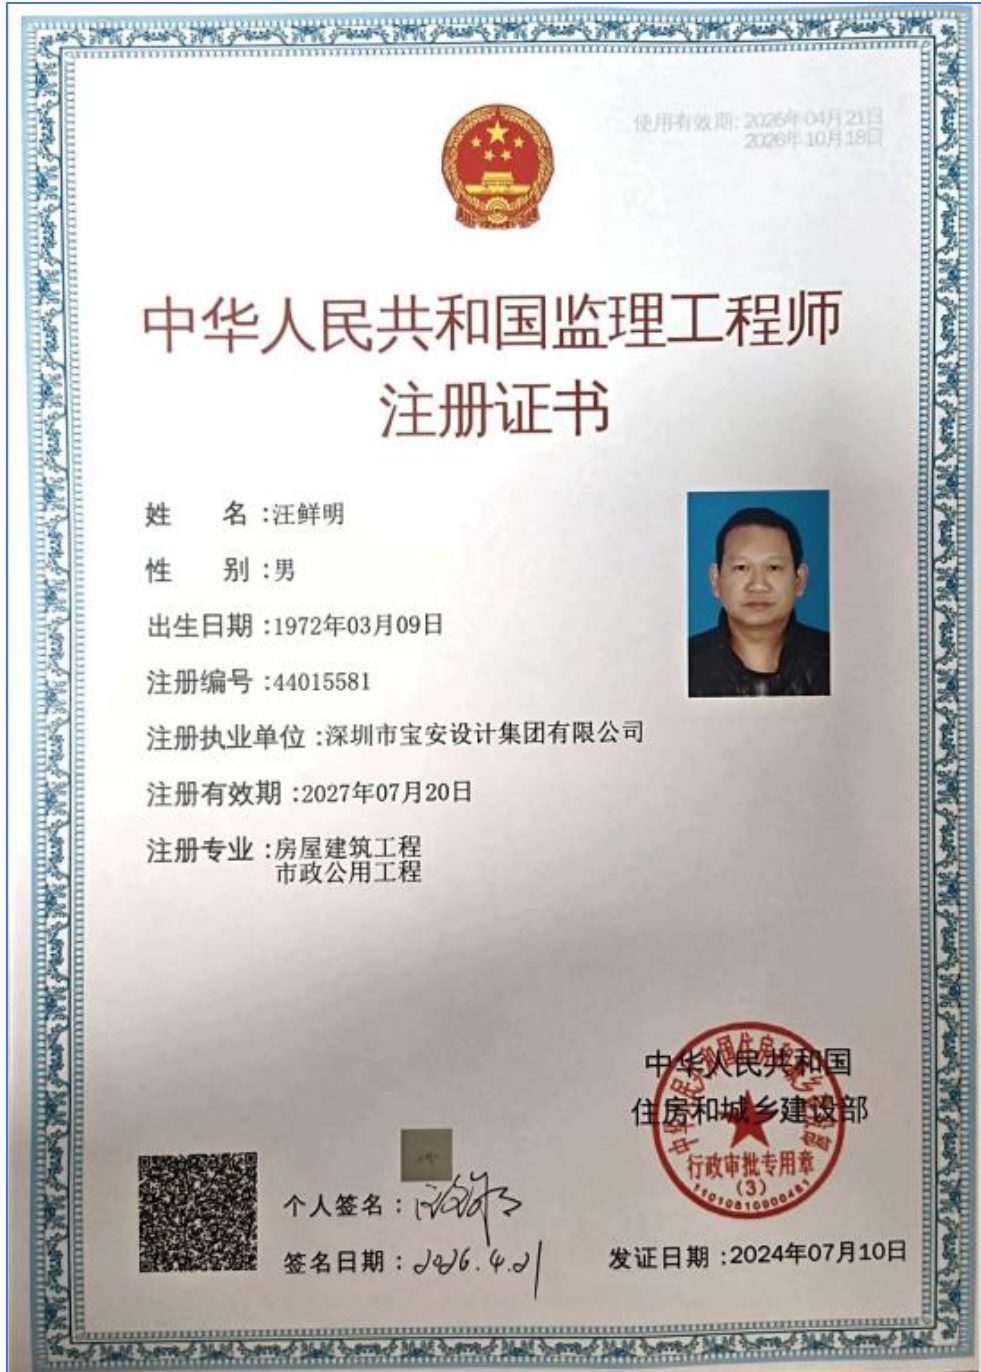 使用有效期: 2026年04月21日
2026年10月18日
中华人民共和国监理工程师
注册证书
姓 名 :汪鲜明
性 别 :男
出生日期 :1972年03月09日
注册编号 :44015581
注册执业单位 :深圳市宝安设计集团有限公司
注册有效期 :2027年07月20日
注册专业 :房屋建筑工程
市政公用工程
中华人民共和国
住房和城乡建设部
行政审批专用章
(3)
个人签名 :
签名日期 : 2026.4.21
发证日期 :2024年07月10日